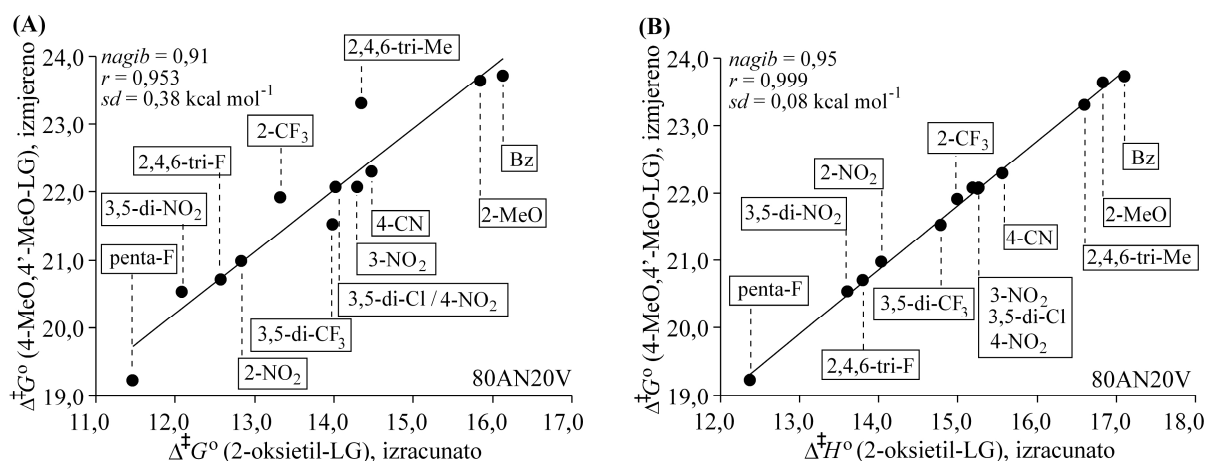 (A)
Δ‡G° (4-MeO,4’-MeO-LG), izmjereno
24,0
23,0
22,0
21,0
20,0
19,0
nagib = 0,91
r = 0,953
sd = 0,38 kcal mol⁻¹
2,4,6-tri-Me
2-CF₃
2,4,6-tri-F
3,5-di-NO₂
penta-F
Bz
2-MeO
4-CN
3-NO₂
3,5-di-Cl / 4-NO₂
3,5-di-CF₃
2-NO₂
80AN20V
11,0 12,0 13,0 14,0 15,0 16,0 17,0
Δ‡G° (2-oksietil-LG), izracunato
(B)
Δ‡G° (4-MeO,4’-MeO-LG), izmjereno
24,0
23,0
22,0
21,0
20,0
19,0
nagib = 0,95
r = 0,999
sd = 0,08 kcal mol⁻¹
2-CF₃
2-NO₂
3,5-di-NO₂
penta-F
Bz
2-MeO
4-CN
2,4,6-tri-Me
3,5-di-CF₃
3-NO₂
3,5-di-Cl
4-NO₂
2,4,6-tri-F
80AN20V
12,0 13,0 14,0 15,0 16,0 17,0 18,0
Δ‡H° (2-oksietil-LG), izracunato